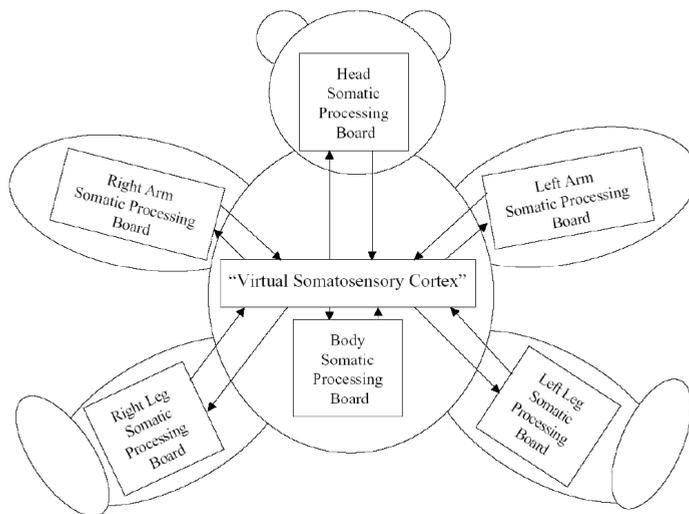 Head
Somatic
Processing
Board
Right Arm
Somatic Processing
Board
Left Arm
Somatic Processing
Board
“Virtual Somatosensory Cortex”
Body
Somatic
Processing
Board
Right Leg
Somatic
Processing
Board
Left Leg
Somatic
Processing
Board